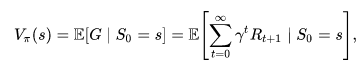 V_π(s) = 𝔼[G | S_0 = s] = 𝔼[∑_{t=0}^{∞} γ^t R_{t+1} | S_0 = s],